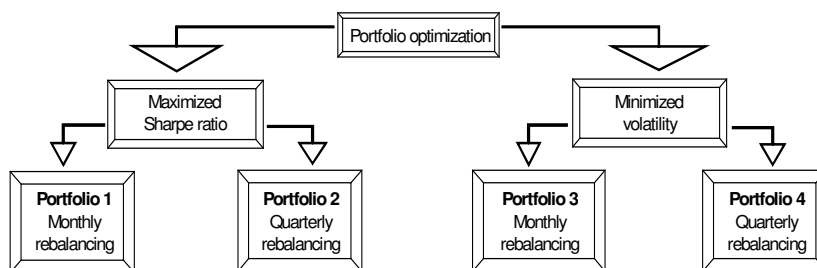 Portfolio optimization
Maximized
Sharpe ratio
Minimized
volatility
Portfolio 1
Monthly
rebalancing
Portfolio 2
Quarterly
rebalancing
Portfolio 3
Monthly
rebalancing
Portfolio 4
Quarterly
rebalancing